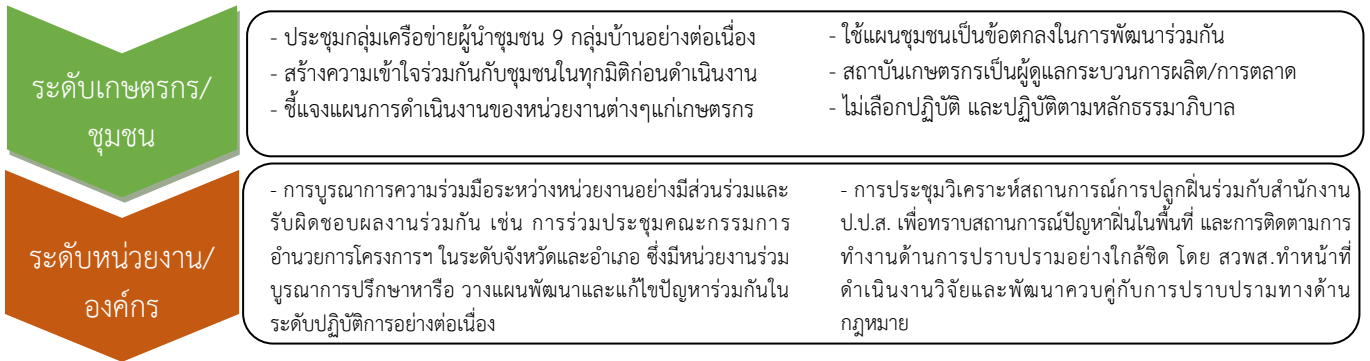 ระดับเกษตรกร/
ชุมชน
- ประชุมกลุ่มเครือข่ายผู้นำชุมชน 9 กลุ่มบ้านอย่างต่อเนื่อง
- สร้างความเข้าใจร่วมกันกับชุมชนในทุกมิติก่อนดำเนินงาน
- ชี้แจงแผนการดำเนินงานของหน่วยงานต่างๆแก่เกษตรกร
- ใช้แผนชุมชนเป็นข้อตกลงในการพัฒนาร่วมกัน
- สถาบันเกษตรกรเป็นผู้ดูแลกระบวนการผลิต/การตลาด
- ไม่เลือกปฏิบัติ และปฏิบัติตามหลักธรรมาภิบาล
ระดับหน่วยงาน/
องค์กร
- การบูรณาการความร่วมมือระหว่างหน่วยงานอย่างมีส่วนร่วมและ
รับผิดชอบผลงานร่วมกัน เช่น การร่วมประชุมคณะกรรมการ
อำนวยการโครงการฯ ในระดับจังหวัดและอำเภอ ซึ่งมีหน่วยงานร่วม
บูรณาการปรึกษาหารือ วางแผนพัฒนาและแก้ไขปัญหาร่วมกันใน
ระดับปฏิบัติการอย่างต่อเนื่อง
- การประชุมวิเคราะห์สถานการณ์การปลูกฝิ่นร่วมกับสำนักงาน
ป.ป.ส. เพื่อทราบสถานการณ์ปัญหาฝิ่นในพื้นที่ และการติดตามการ
ทำงานด้านการปราบปรามอย่างใกล้ชิด โดย สวพส.ทำหน้าที่
ดำเนินงานวิจัยและพัฒนาควบคู่กับการปราบปรามทางด้าน
กฎหมาย